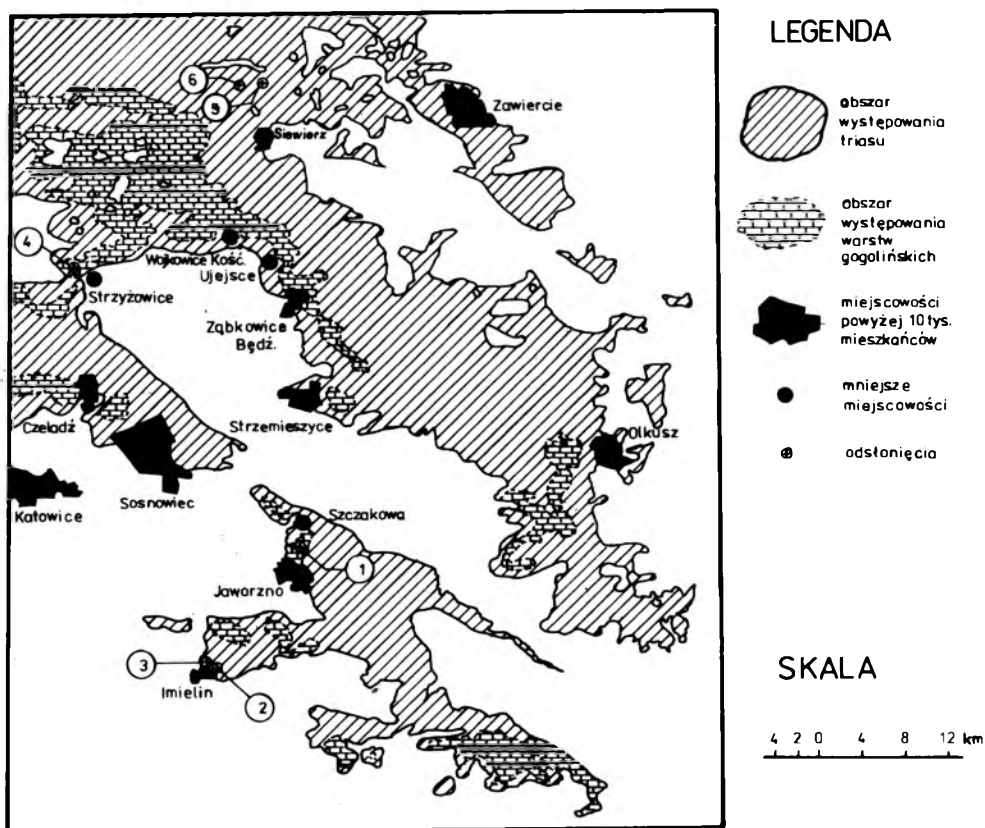 LEGENDA
obszar
występowania
triasu
obszar
występowania
warstw
gogolińskich
miejscowości
powyżej 10 tys.
mieszkańców
mniejsze
miejscowości
odsłonięcia
SKALA
4 2 0 4 8 12 km
6
5
Zawiercie
Siewierz
4
Wojkowice Kość.
Ujejsce
Strzyżowice
Ząbkowice
Będź.
Strzemieszyce
Czeladź
Olkusz
Sosnowiec
Katowice
Szczakowa
1
Jaworzno
3
Imielin
2